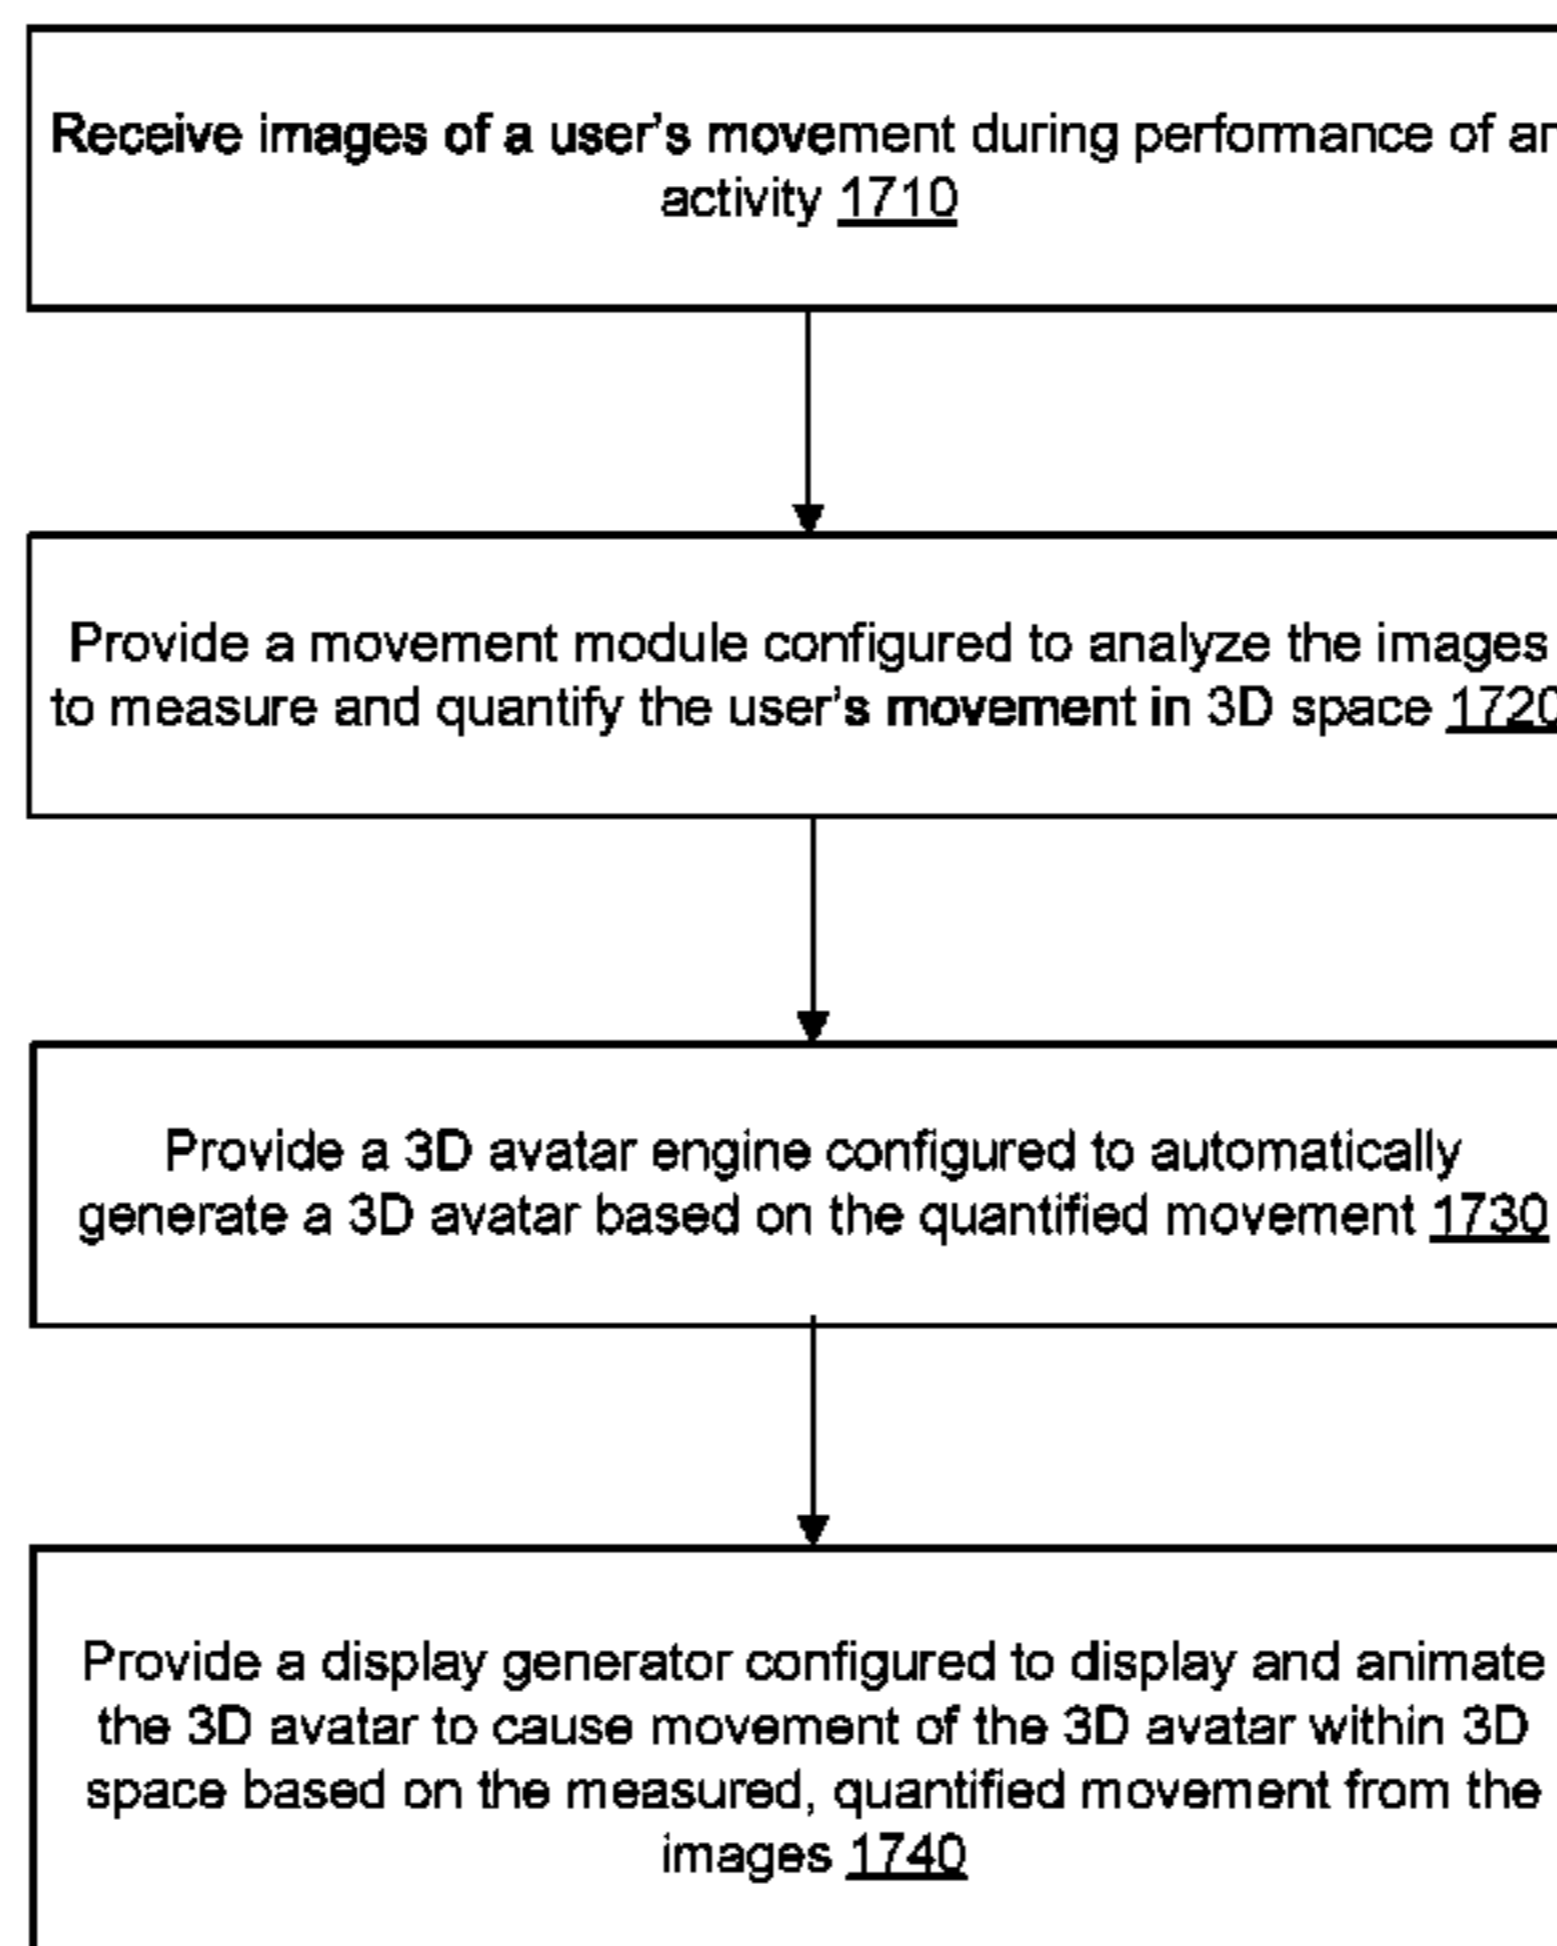 Receive images of a user's movement during performance of an
activity 1710
Provide a movement module configured to analyze the images
to measure and quantify the user's movement in 3D space 1720
Provide a 3D avatar engine configured to automatically
generate a 3D avatar based on the quantified movement 1730
Provide a display generator configured to display and animate
the 3D avatar to cause movement of the 3D avatar within 3D
space based on the measured, quantified movement from the
images 1740